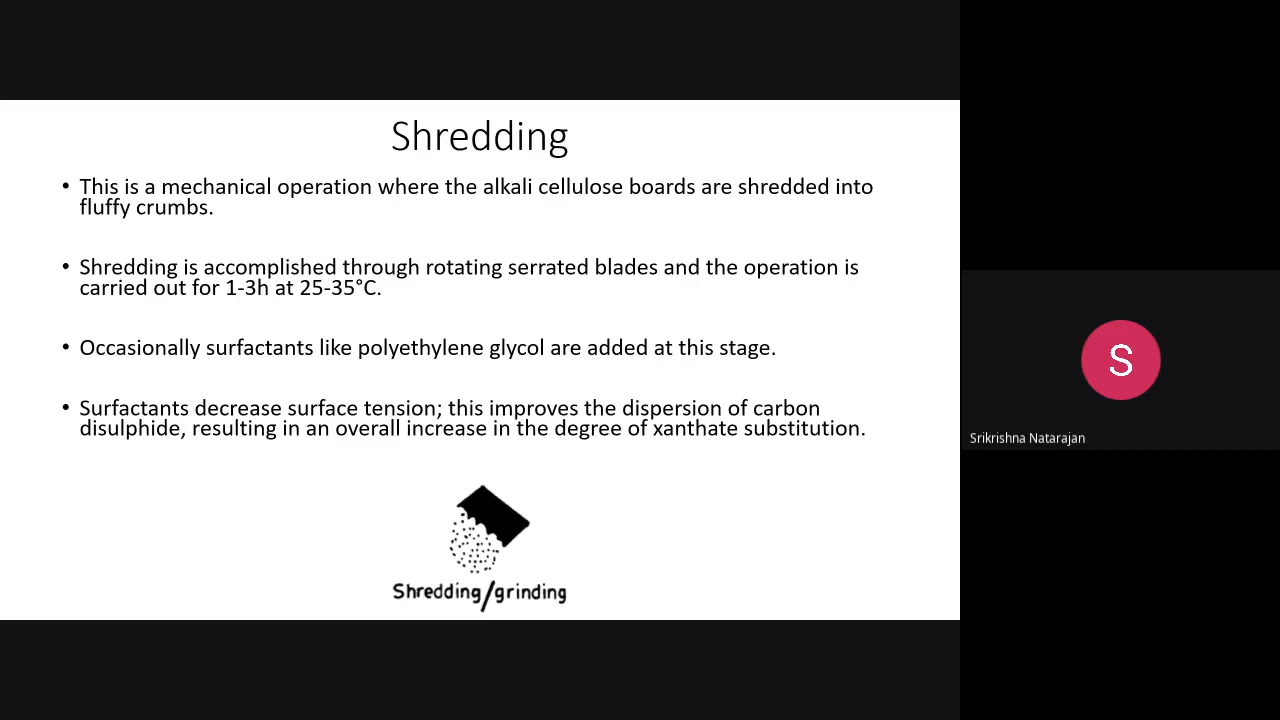 Shredding
• This is a mechanical operation where the alkali cellulose boards are shredded into
fluffy crumbs.
• Shredding is accomplished through rotating serrated blades and the operation is
carried out for 1-3h at 25-35°C.
• Occasionally surfactants like polyethylene glycol are added at this stage.
• Surfactants decrease surface tension; this improves the dispersion of carbon
disulphide, resulting in an overall increase in the degree of xanthate substitution.
Shredding/grinding
S
Srikrishna Natarajan